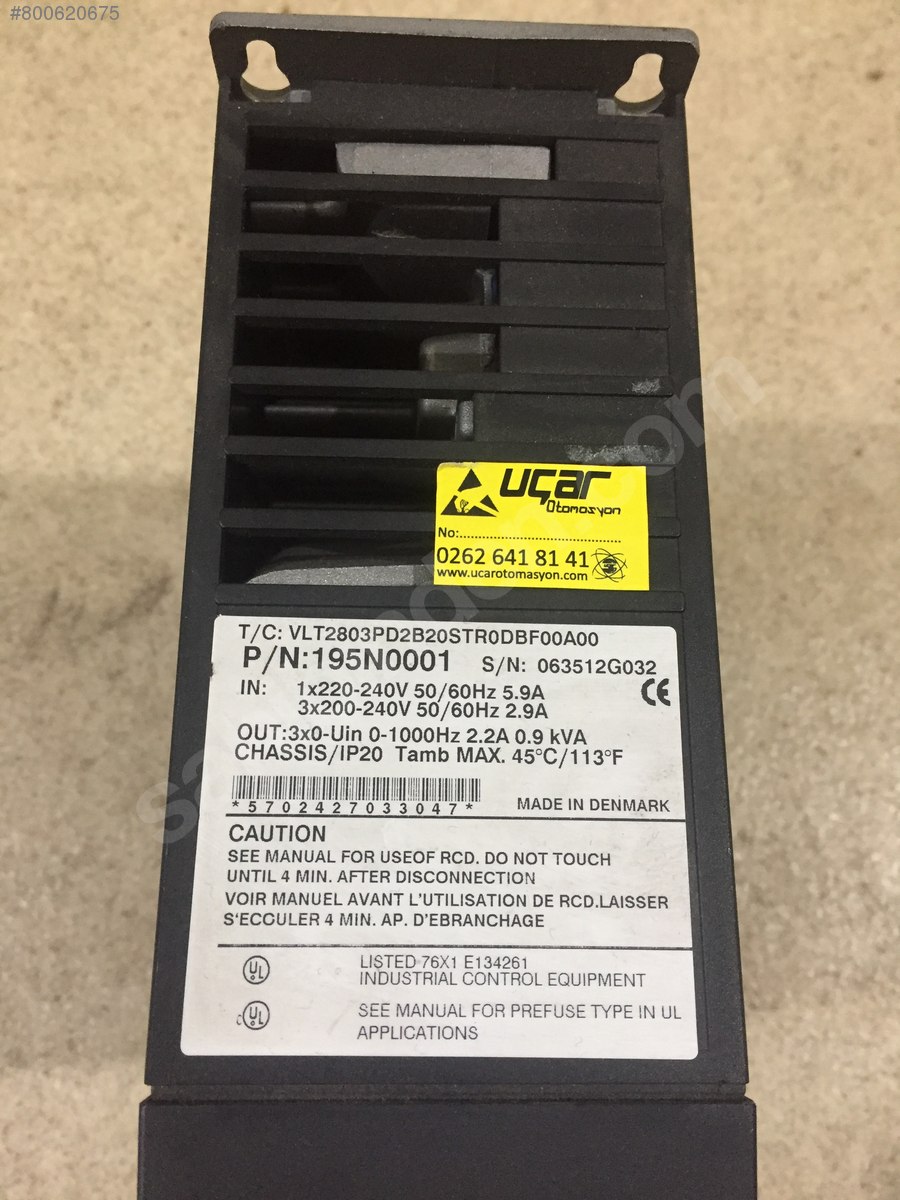 #800620675
uçar
Otomosyon
No:........................................
0262 641 81 41
www.ucarotomasyon.com
T/C: VLT2803PD2B20STR0DBF00A00
P/N:195N0001 S/N: 063512G032
IN: 1x220-240V 50/60Hz 5.9A
3x200-240V 50/60Hz 2.9A
CE
OUT:3x0-Uin 0-1000Hz 2.2A 0.9 kVA
CHASSIS/IP20 Tamb MAX. 45°C/113°F
*5702427033047*
MADE IN DENMARK
CAUTION
SEE MANUAL FOR USEOF RCD. DO NOT TOUCH
UNTIL 4 MIN. AFTER DISCONNECTION
VOIR MANUEL AVANT L'UTILISATION DE RCD.LAISSER
S'ECCULER 4 MIN. AP. D'EBRANCHAGE
UL LISTED 76X1 E134261
INDUSTRIAL CONTROL EQUIPMENT
c UL SEE MANUAL FOR PREFUSE TYPE IN UL
APPLICATIONS